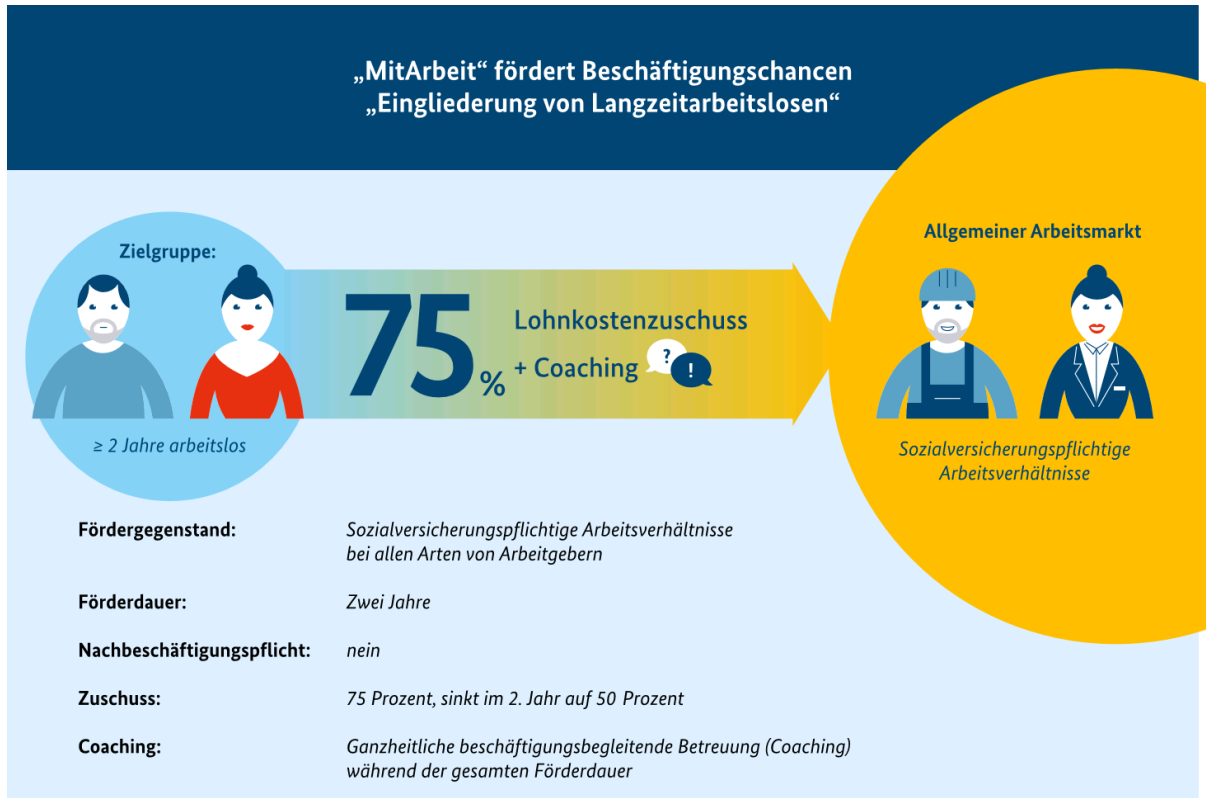 „MitArbeit“ fördert Beschäftigungschancen
„Eingliederung von Langzeitarbeitslosen“
Zielgruppe:
≥ 2 Jahre arbeitslos
75 %
Lohnkostenzuschuss
+ Coaching
?
!
Allgemeiner Arbeitsmarkt
Sozialversicherungspflichtige
Arbeitsverhältnisse
Fördergegenstand:
Sozialversicherungspflichtige Arbeitsverhältnisse
bei allen Arten von Arbeitgebern
Förderdauer:
Zwei Jahre
Nachbeschäftigungspflicht:
nein
Zuschuss:
75 Prozent, sinkt im 2. Jahr auf 50 Prozent
Coaching:
Ganzheitliche beschäftigungsbegleitende Betreuung (Coaching)
während der gesamten Förderdauer